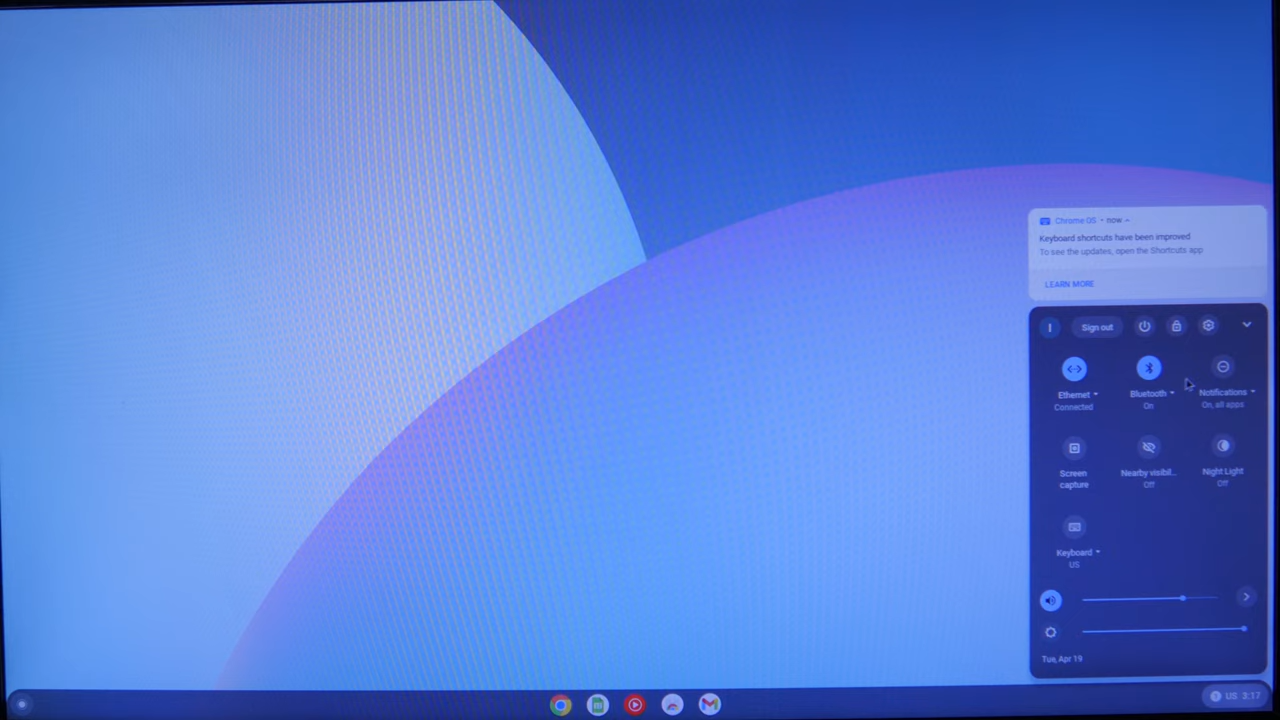 Chrome OS • now
Keyboard shortcuts have been improved
To see the updates, open the Shortcuts app
LEARN MORE
I Sign out
Ethernet Bluetooth Notifications
Connected On On, all apps
Screen capture Nearby visibil... Night Light
Off Off
Keyboard
US
Tue, Apr 19
US 3:17